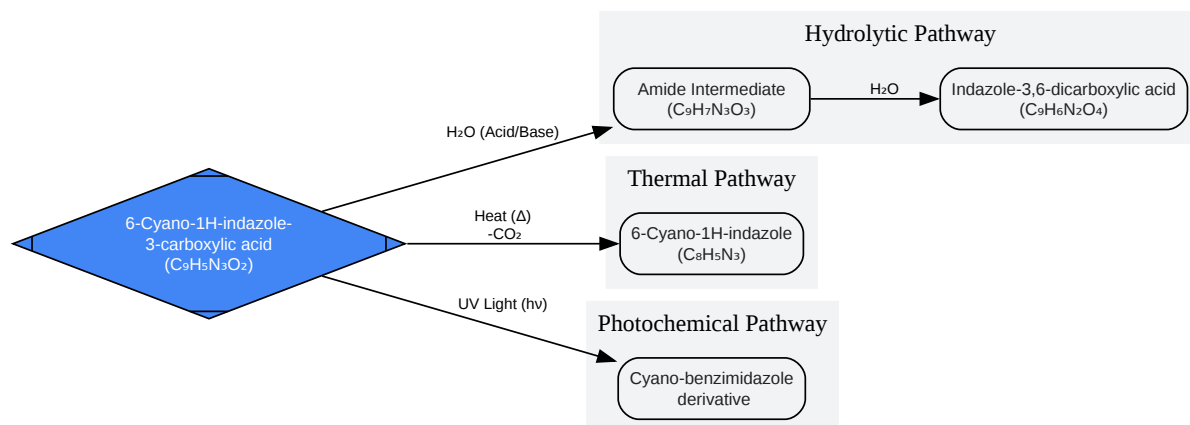 Hydrolytic Pathway
Amide Intermediate
(C₉H₇N₃O₃)
H₂O
Indazole-3,6-dicarboxylic acid
(C₉H₆N₂O₄)
H₂O (Acid/Base)
Thermal Pathway
6-Cyano-1H-indazole-
3-carboxylic acid
(C₉H₅N₃O₂)
Heat (Δ)
-CO₂
6-Cyano-1H-indazole
(C₈H₅N₃)
UV Light (hν)
Photochemical Pathway
Cyano-benzimidazole
derivative